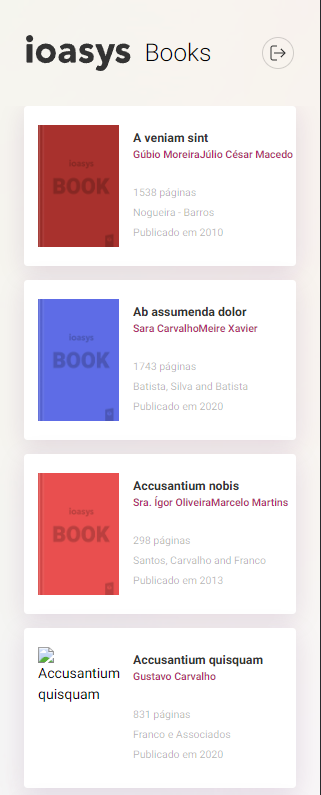 ioasys Books
A veniam sint
Gúbio MoreiraJúlio César Macedo
ioasys
BOOK
1538 páginas
Nogueira - Barros
Publicado em 2010
Ab assumenda dolor
Sara CarvalhoMeire Xavier
ioasys
BOOK
1743 páginas
Batista, Silva and Batista
Publicado em 2020
Accusantium nobis
Sra. Ígor OliveiraMarcelo Martins
ioasys
BOOK
298 páginas
Santos, Carvalho and Franco
Publicado em 2013
Accusantium
quisquam
Accusantium quisquam
Gustavo Carvalho
831 páginas
Franco e Associados
Publicado em 2020